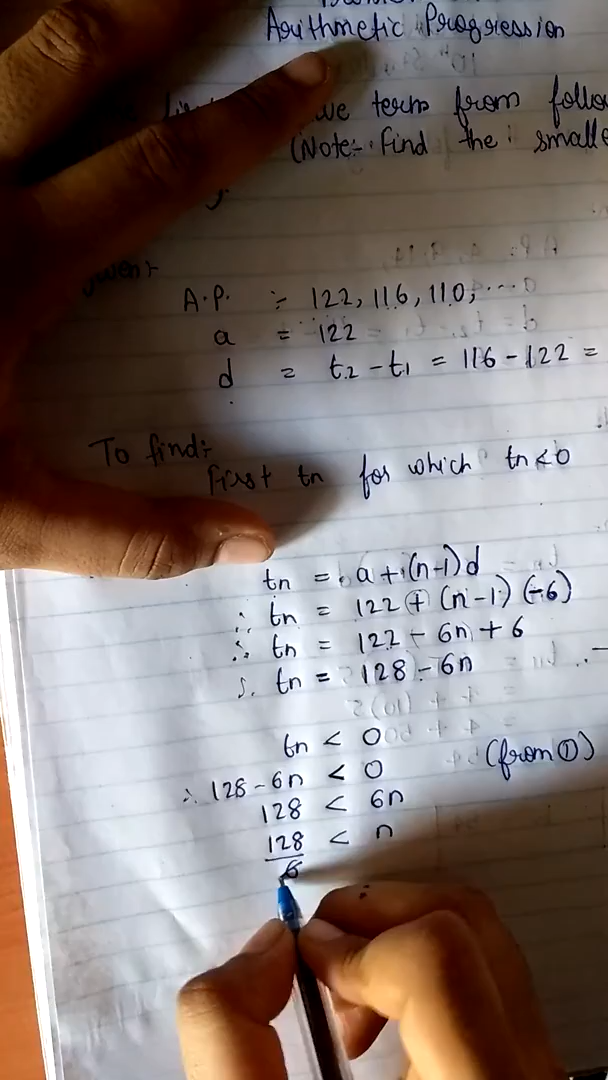 Arithmetic Progression
term from follow
(Note:- Find the smalle
A.P. :- 122, 116, 110, ...
a = 122
d = t2 - t1 = 116 - 122 =
To find:-
First tn for which tn < 0
tn = a + (n-1)d
∴ tn = 122 + (n-1) (-6)
∴ tn = 122 - 6n + 6
∴ tn = 128 - 6n
tn < 0
∴ 128 - 6n < 0 (from ①)
128 < 6n
128/6 < n